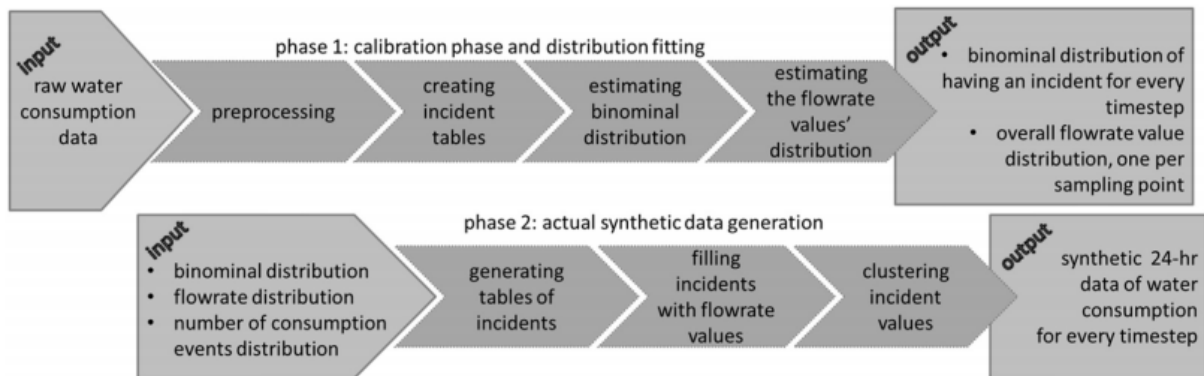 phase 1: calibration phase and distribution fitting
input
raw water
consumption
data
preprocessing
creating
incident
tables
estimating
binominal
distribution
estimating
the flowrate
values'
distribution
output
• binominal distribution of
having an incident for every
timestep
• overall flowrate value
distribution, one per
sampling point
phase 2: actual synthetic data generation
input
• binominal distribution
• flowrate distribution
• number of consumption
events distribution
generating
tables of
incidents
filling
incidents
with flowrate
values
clustering
incident
values
output
synthetic 24-hr
data of water
consumption
for every timestep